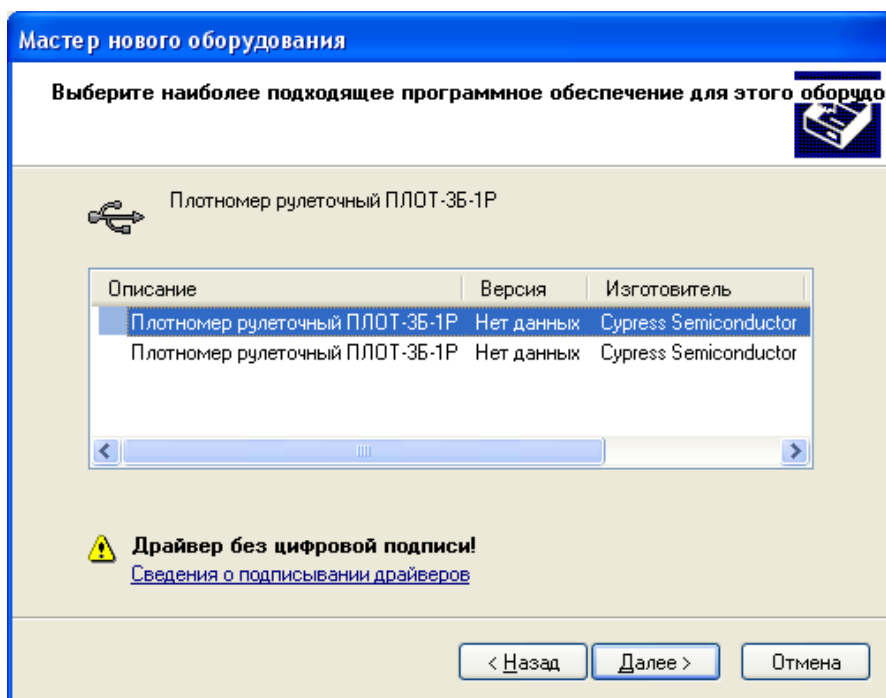 Мастер нового оборудования
Выберите наиболее подходящее программное обеспечение для этого оборудо
Плотномер рулеточный ПЛОТ-3Б-1Р
Описание Версия Изготовитель
Плотномер рулеточный ПЛОТ-3Б-1Р Нет данных Cypress Semiconductor
Плотномер рулеточный ПЛОТ-3Б-1Р Нет данных Cypress Semiconductor
Драйвер без цифровой подписи!
Сведения о подписывании драйверов
< Назад Далее > Отмена